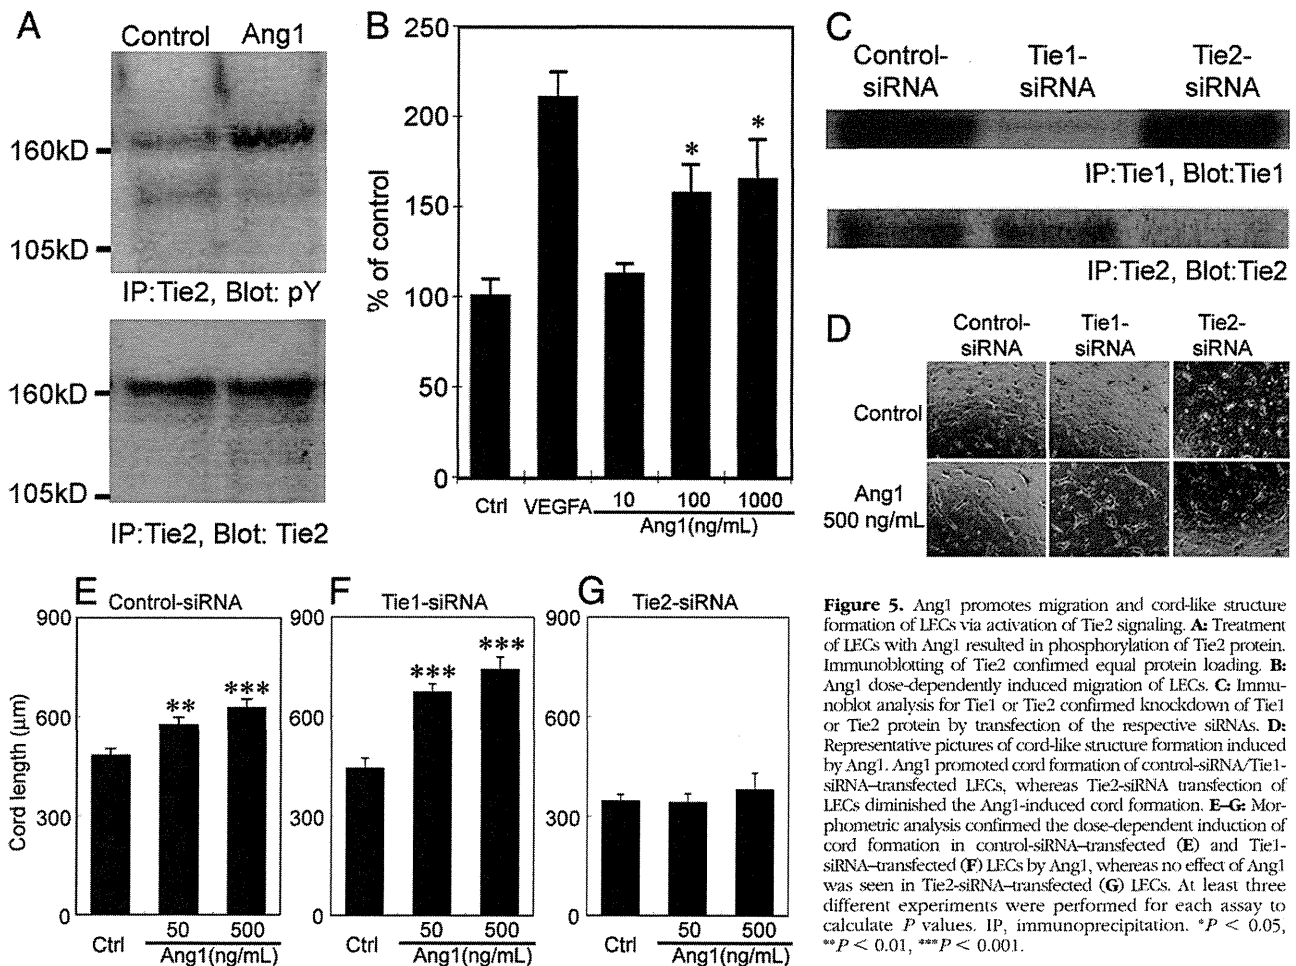 A
Control Ang1
160kD
105kD
IP:Tie2, Blot: pY
160kD
105kD
IP:Tie2, Blot: Tie2
B
% of control
250
200
150
100
50
0
* *
Ctrl VEGFA 10 100 1000
Ang1(ng/mL)
C
Control-siRNA Tie1-siRNA Tie2-siRNA
IP:Tie1, Blot:Tie1
IP:Tie2, Blot:Tie2
D
Control-siRNA Tie1-siRNA Tie2-siRNA
Control
Ang1
500 ng/mL
E
Control-siRNA
Cord length (μm)
900
600
300
0
** ***
Ctrl 50 500
Ang1(ng/mL)
F
Tie1-siRNA
900
600
300
0
*** ***
Ctrl 50 500
Ang1(ng/mL)
G
Tie2-siRNA
900
600
300
0
Ctrl 50 500
Ang1(ng/mL)
Figure 5. Ang1 promotes migration and cord-like structure
formation of LECs via activation of Tie2 signaling. A: Treatment
of LECs with Ang1 resulted in phosphorylation of Tie2 protein.
Immunoblotting of Tie2 confirmed equal protein loading. B:
Ang1 dose-dependently induced migration of LECs. C: Immu-
noblot analysis for Tie1 or Tie2 confirmed knockdown of Tie1
or Tie2 protein by transfection of the respective siRNAs. D:
Representative pictures of cord-like structure formation induced
by Ang1. Ang1 promoted cord formation of control-siRNA/Tie1-
siRNA–transfected LECs, whereas Tie2-siRNA transfection of
LECs diminished the Ang1-induced cord formation. E–G: Mor-
phometric analysis confirmed the dose-dependent induction of
cord formation in control-siRNA–transfected (E) and Tie1-
siRNA–transfected (F) LECs by Ang1, whereas no effect of Ang1
was seen in Tie2-siRNA–transfected (G) LECs. At least three
different experiments were performed for each assay to
calculate P values. IP, immunoprecipitation. *P < 0.05,
**P < 0.01, ***P < 0.001.